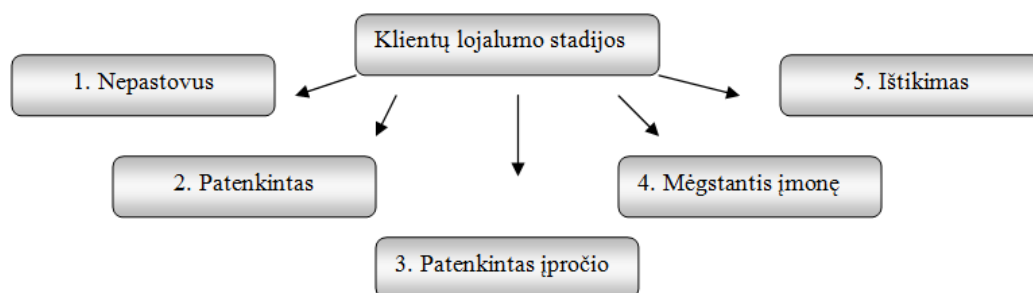 Klientų lojalumo stadijos
1. Nepastovus
2. Patenkintas
3. Patenkintas įpročio
4. Mėgstantis įmonę
5. Ištikimas